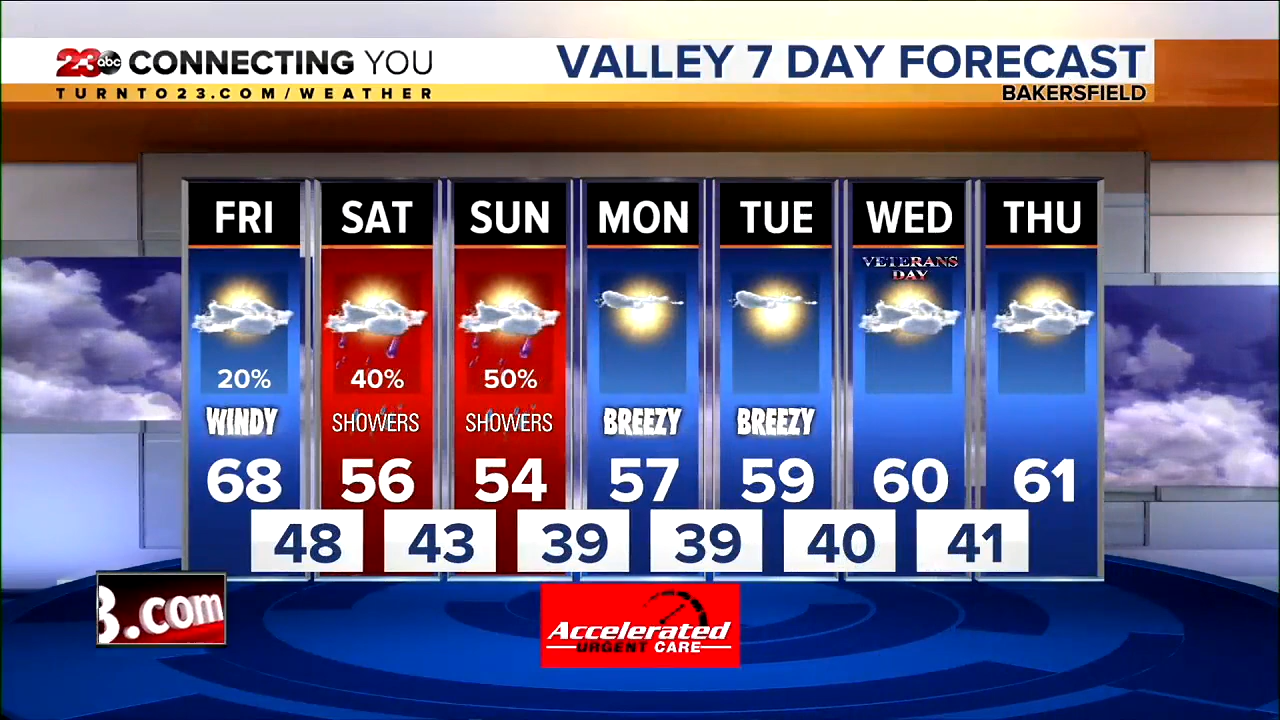 23 abc CONNECTING YOU
TURNTO23.COM/WEATHER
VALLEY 7 DAY FORECAST
BAKERSFIELD
FRI SAT SUN MON TUE WED THU
VETERANS
DAY
20% 40% 50%
WINDY SHOWERS SHOWERS BREEZY BREEZY
68 56 54 57 59 60 61
48 43 39 39 40 41
3.com
Accelerated
URGENT CARE